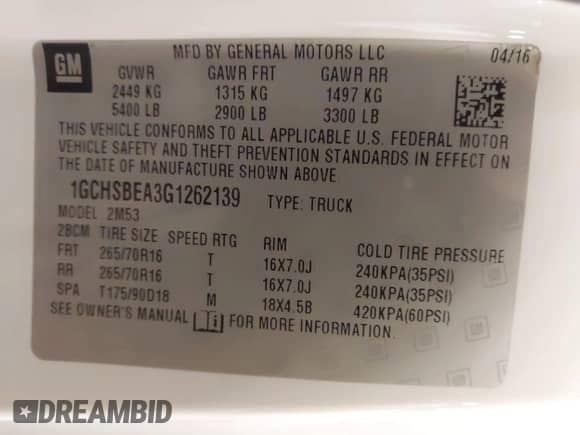 GM
MFD BY GENERAL MOTORS LLC 04/16
GVWR GAWR FRT GAWR RR
2449 KG 1315 KG 1497 KG
5400 LB 2900 LB 3300 LB
THIS VEHICLE CONFORMS TO ALL APPLICABLE U.S. FEDERAL MOTOR
VEHICLE SAFETY AND THEFT PREVENTION STANDARDS IN EFFECT ON
THE DATE OF MANUFACTURE SHOWN ABOVE.
1GCHSBEA3G1262139 TYPE: TRUCK
MODEL 2M53
2BCM TIRE SIZE SPEED RTG RIM COLD TIRE PRESSURE
FRT 265/70R16 T 16X7.0J 240KPA(35PSI)
RR 265/70R16 T 16X7.0J 240KPA(35PSI)
SPA T175/90D18 M 18X4.5B 420KPA(60PSI)
SEE OWNER'S MANUAL FOR MORE INFORMATION.
DREAMBID